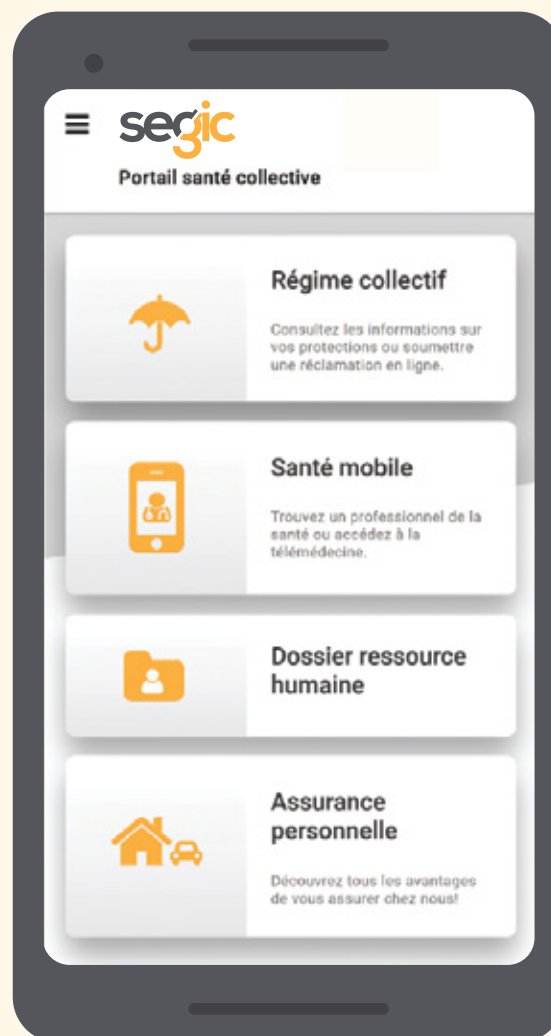 segic
Portail santé collective
Régime collectif
Consultez les informations sur
vos protections ou soumettre
une réclamation en ligne.
Santé mobile
Trouvez un professionnel de la
santé ou accédez à la
télémédecine.
Dossier ressource
humaine
Assurance
personnelle
Découvrez tous les avantages
de vous assurer chez nous!